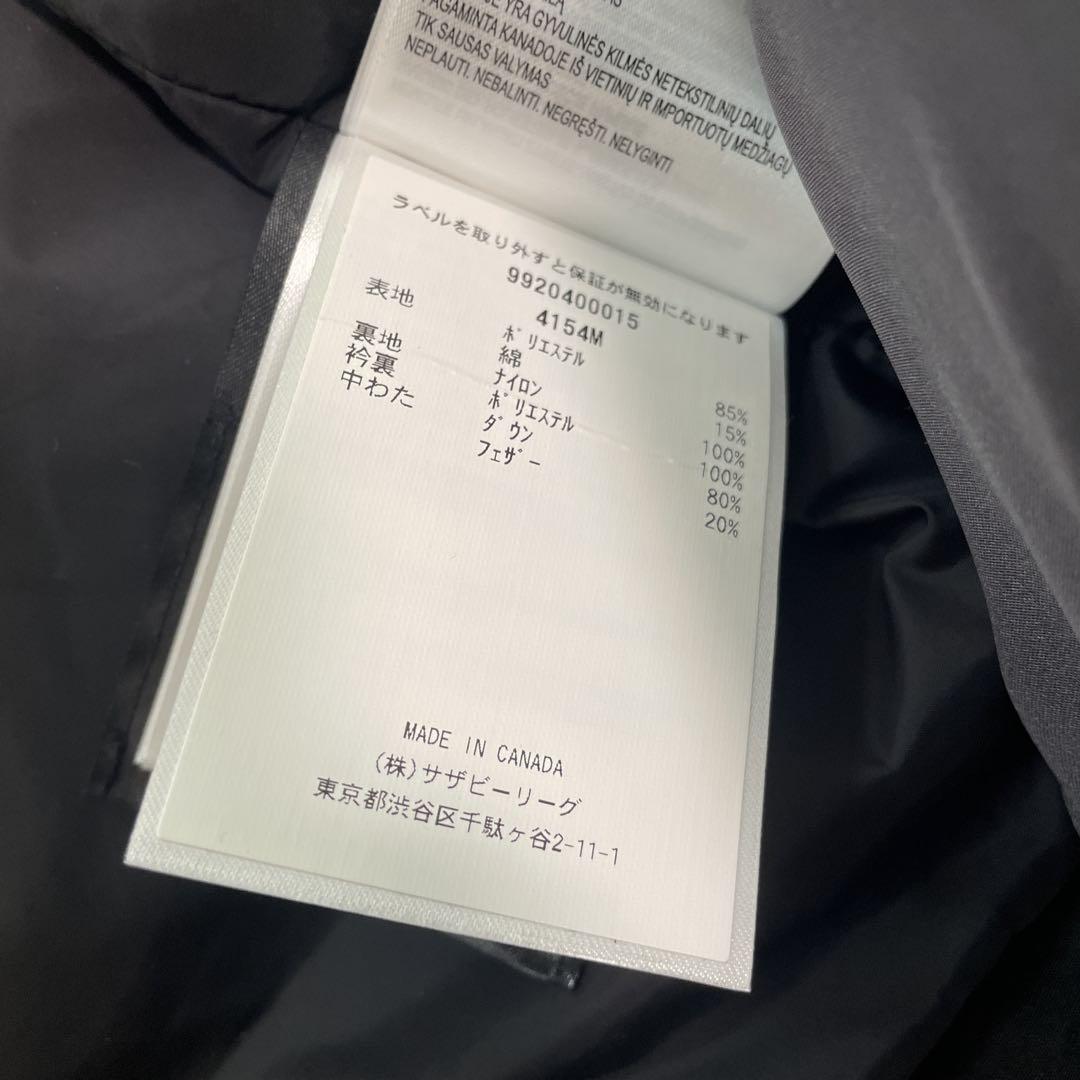 YRA GYVULINĖS KILMĖS NETEKSTILINIŲ DALIŲ
PAGAMINTA KANADOJE IŠ VIETINIŲ IR IMPORTUOTŲ MEDŽIAGŲ
TIK SAUSAS VALYMAS
NEPLAUTI. NEBALINTI. NEGRĘŠTI. NELYGINTI
ラベルを取り外すと保証が無効になります
9920400015
4154M
表地 ポリエステル 85%
綿 15%
裏地 ナイロン 100%
衿裏 ポリエステル 100%
中わた ダウン 80%
フェザー 20%
MADE IN CANADA
(株)サザビーリーグ
東京都渋谷区千駄ヶ谷2-11-1